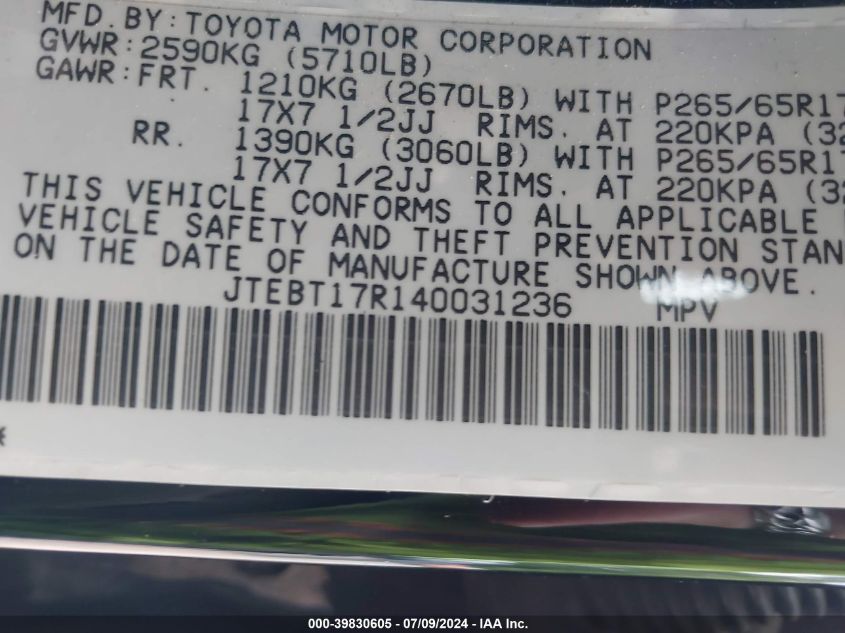 MFD. BY: TOYOTA MOTOR CORPORATION
GVWR: 2590KG (5710LB)
GAWR: FRT. 1210KG (2670LB) WITH P265/65R17
17X7 1/2JJ RIMS. AT 220KPA (32
RR. 1390KG (3060LB) WITH P265/65R17
17X7 1/2JJ RIMS. AT 220KPA (32
THIS VEHICLE CONFORMS TO ALL APPLICABLE
VEHICLE SAFETY AND THEFT PREVENTION STAN
ON THE DATE OF MANUFACTURE SHOWN ABOVE.
JTEBT17R140031236 MPV
*
000-39830605 - 07/09/2024 - IAA Inc.